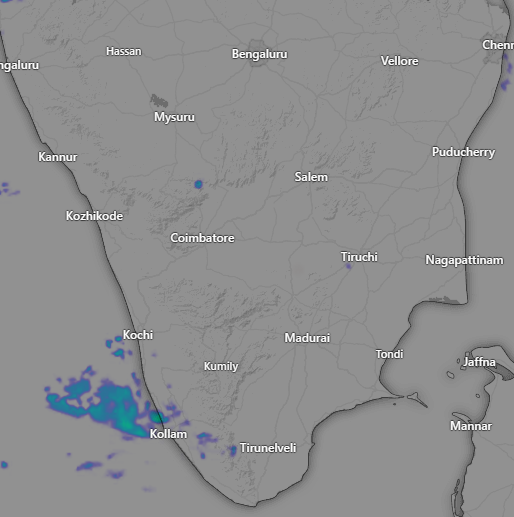 Hassan
Bengaluru
Chenn
ngaluru
Vellore
Mysuru
Kannur
Puducherry
Salem
Kozhikode
Coimbatore
Tiruchi
Nagapattinam
Kochi
Madurai
Tondi
Jaffna
Kumily
Mannar
Kollam
Tirunelveli